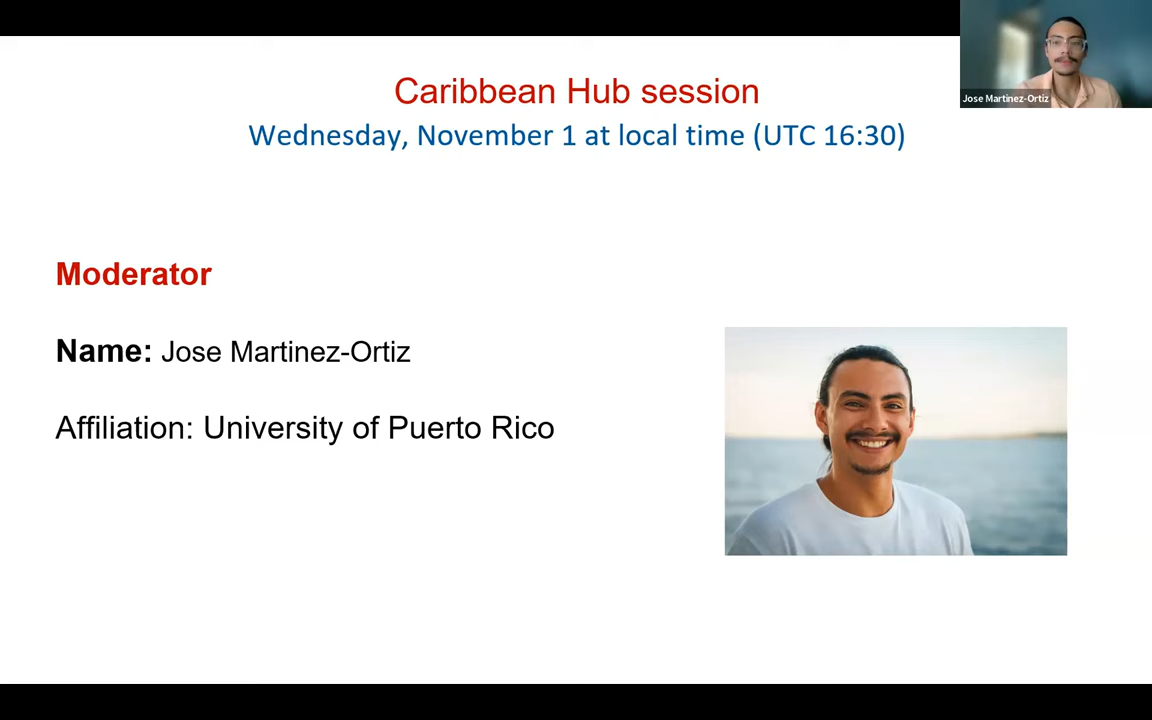 Caribbean Hub session
Wednesday, November 1 at local time (UTC 16:30)
Jose Martinez-Ortiz
Moderator
Name: Jose Martinez-Ortiz
Affiliation: University of Puerto Rico